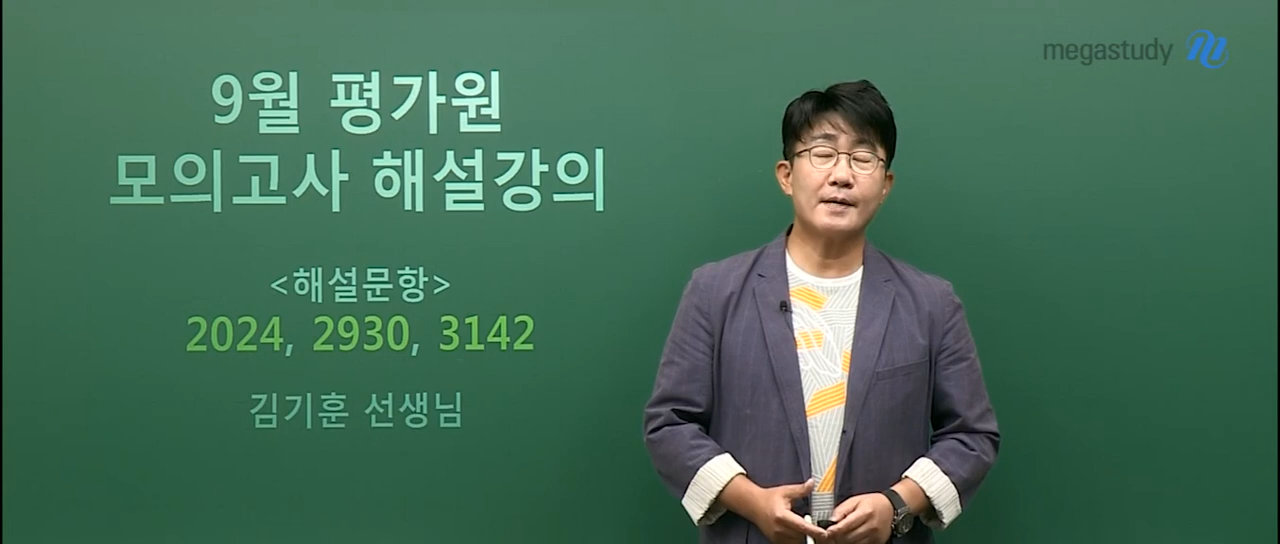 megastudy
9월 평가원
모의고사 해설강의
<해설문항>
2024, 2930, 3142
김기훈 선생님